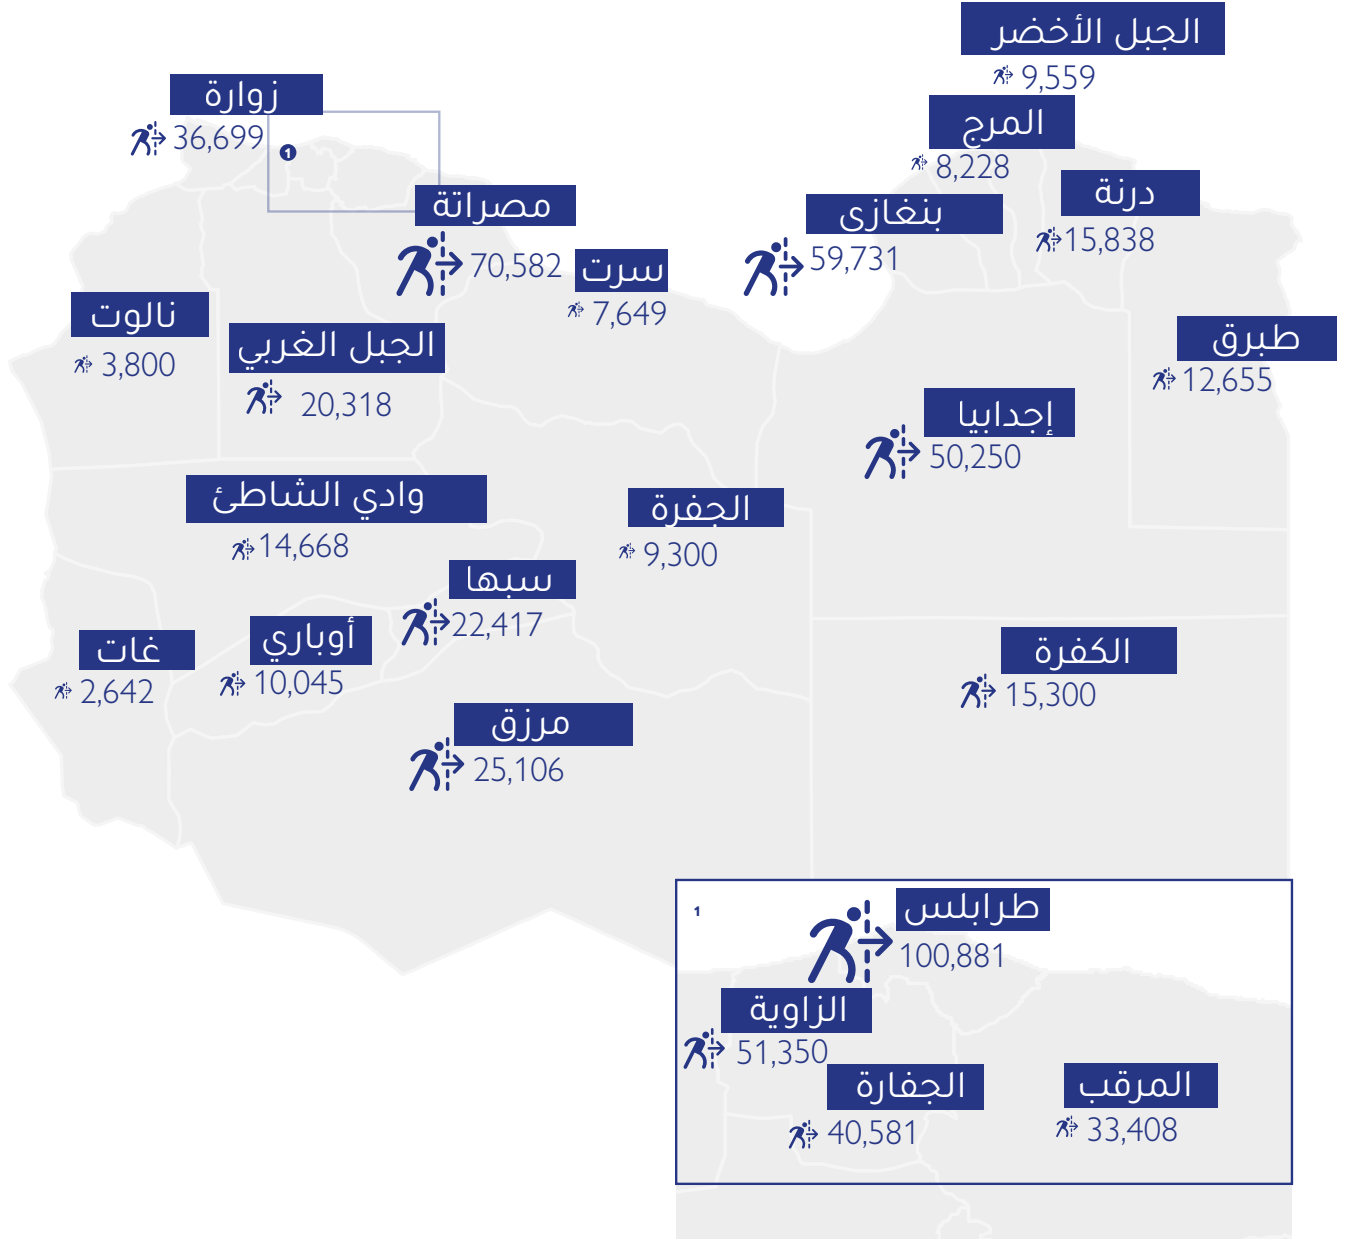 الجبل الأخضر
9,559
زوارة
36,699
1
المرج
8,228
درنة
15,838
مصراتة
70,582
بنغازى
59,731
سرت
7,649
نالوت
3,800
الجبل الغربي
20,318
طبرق
12,655
إجدابيا
50,250
وادي الشاطئ
14,668
الجفرة
9,300
سبها
22,417
أوباري
10,045
غات
2,642
الكفرة
15,300
مرزق
25,106
1
طرابلس
100,881
الزاوية
51,350
الجفارة
40,581
المرقب
33,408